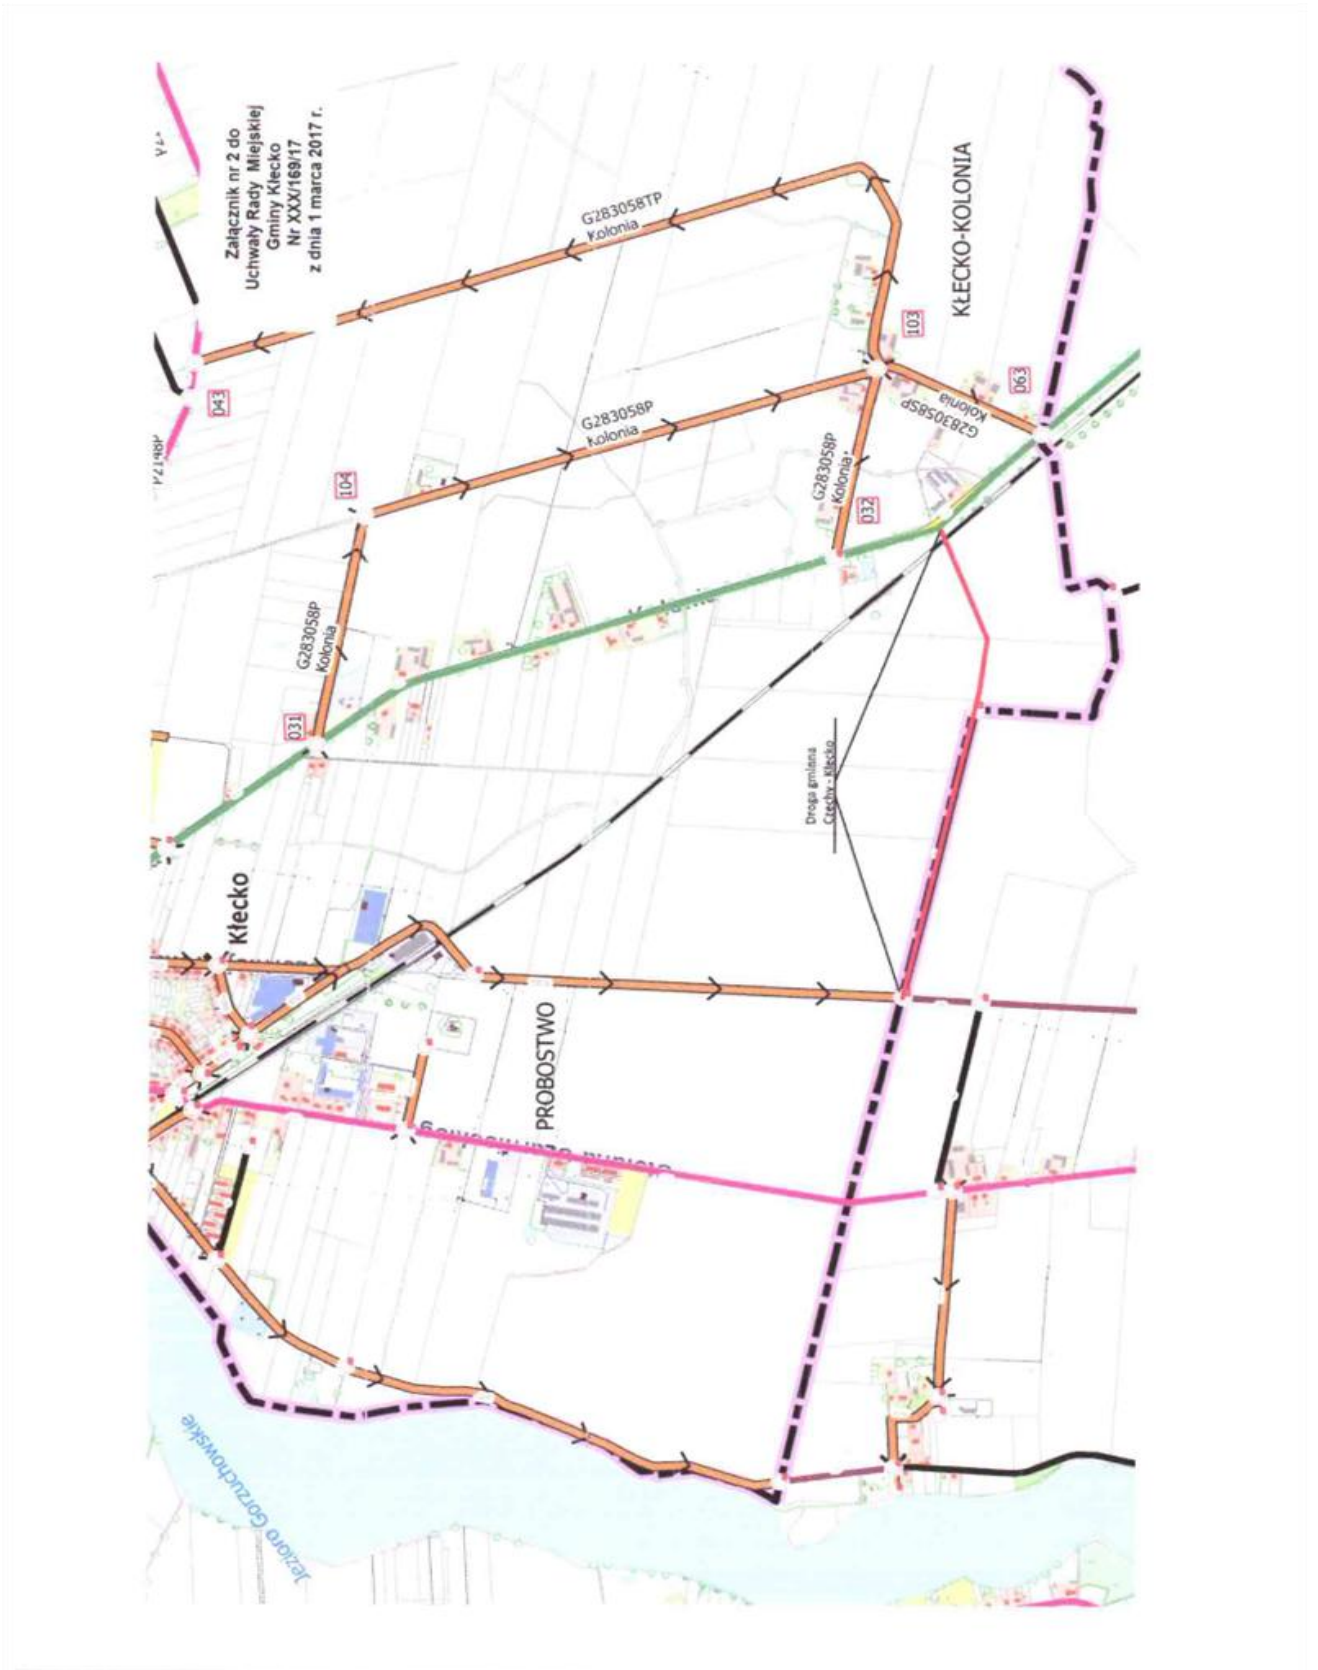 Załącznik nr 2 do
Uchwały Rady Miejskiej
Gminy Kłecko
Nr XXX/169/17
z dnia 1 marca 2017 r.
043
G283058TP
Kolonia
KŁECKO-KOLONIA
103
063
G283058SP
Kolonia
G283058P
Kolonia
104
G283058P
Kolonia
032
G283058P
Kolonia
031
Droga gminna
Czechy - Kłecko
Kłecko
PROBOSTWO
Jezioro Gorzuchowskie